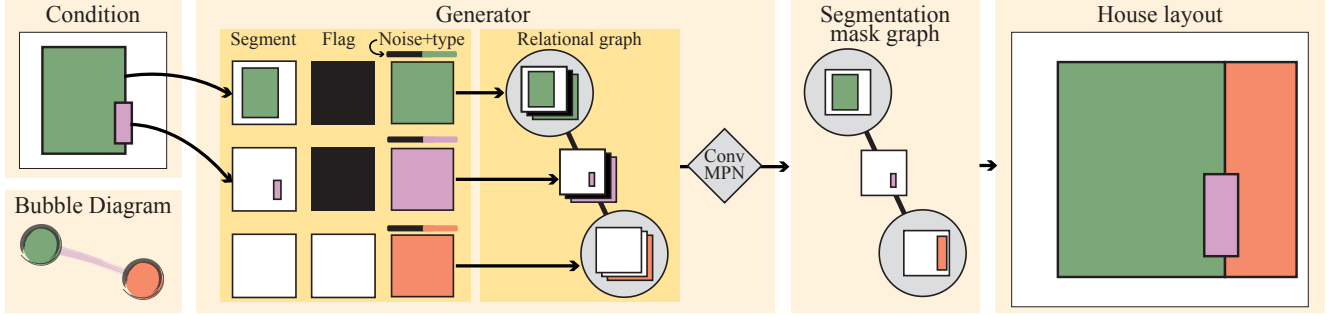 Condition
Bubble Diagram
Generator
Segment
Flag
Noise+type
Relational graph
Conv
MPN
Segmentation
mask graph
House layout